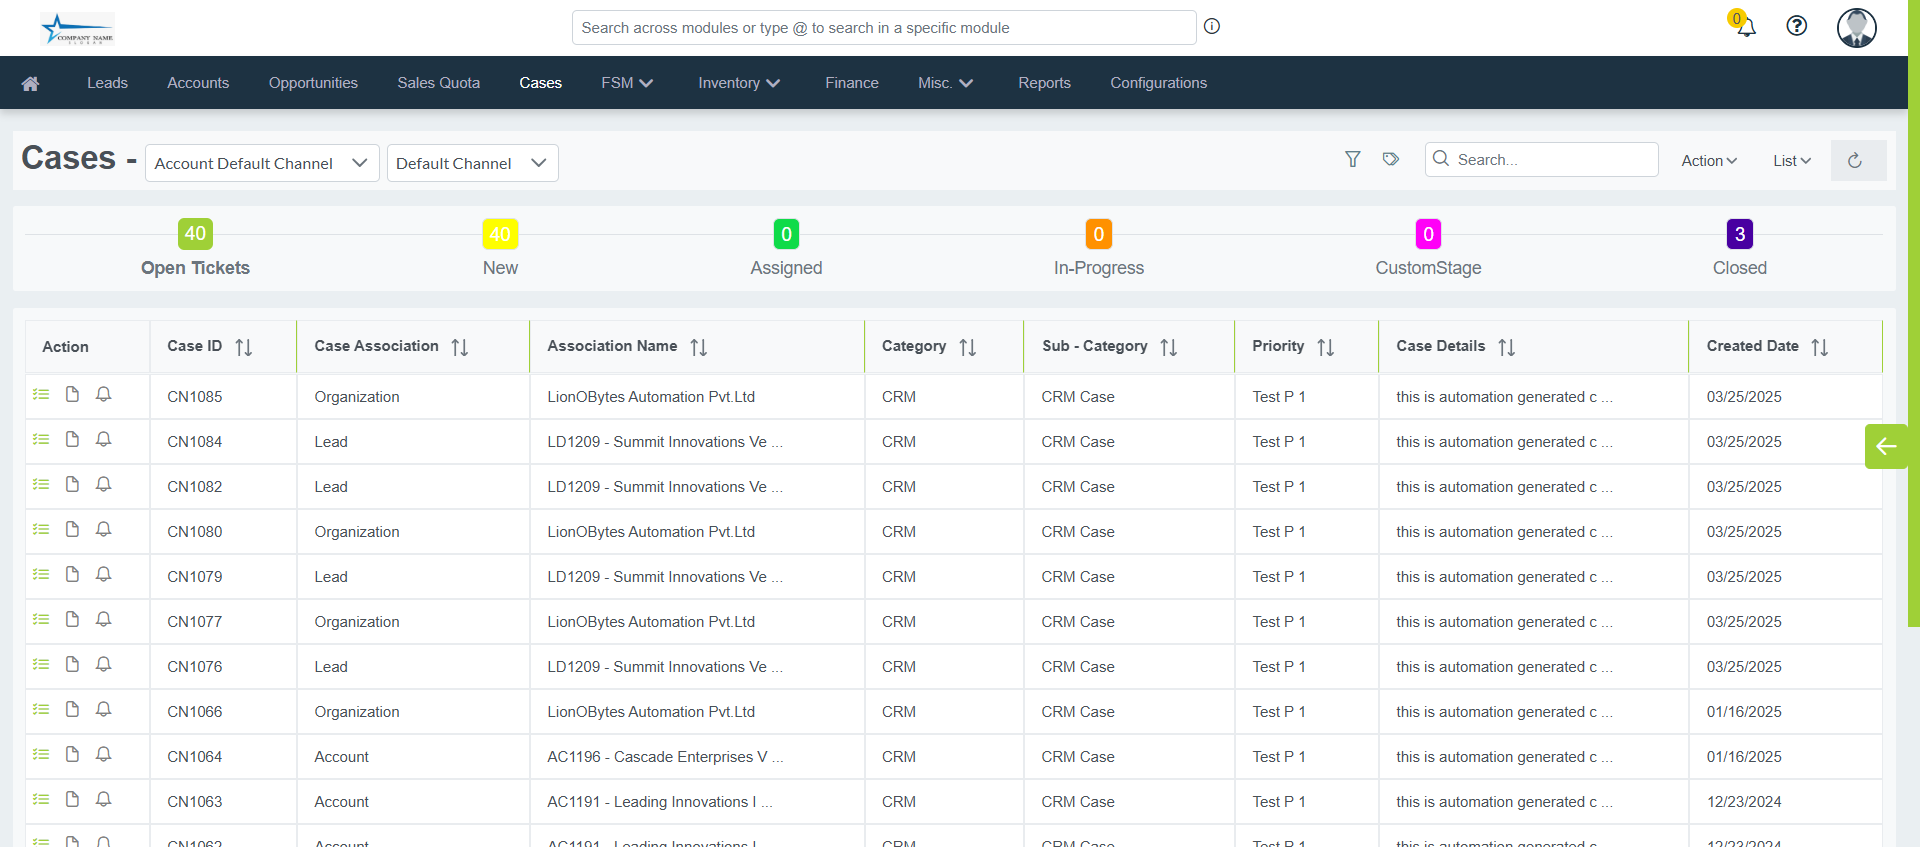 COMPANY NAME
Search across modules or type @ to search in a specific module
0
Leads Accounts Opportunities Sales Quota Cases FSM Inventory Finance Misc. Reports Configurations
Cases - Account Default Channel Default Channel Search... Action List
40 40 0 0 0 3
Open Tickets New Assigned In-Progress CustomStage Closed
Action Case ID Case Association Association Name Category Sub - Category Priority Case Details Created Date
CN1085 Organization LionOBytes Automation Pvt.Ltd CRM CRM Case Test P 1 this is automation generated c ... 03/25/2025
CN1084 Lead LD1209 - Summit Innovations Ve ... CRM CRM Case Test P 1 this is automation generated c ... 03/25/2025
CN1082 Lead LD1209 - Summit Innovations Ve ... CRM CRM Case Test P 1 this is automation generated c ... 03/25/2025
CN1080 Organization LionOBytes Automation Pvt.Ltd CRM CRM Case Test P 1 this is automation generated c ... 03/25/2025
CN1079 Lead LD1209 - Summit Innovations Ve ... CRM CRM Case Test P 1 this is automation generated c ... 03/25/2025
CN1077 Organization LionOBytes Automation Pvt.Ltd CRM CRM Case Test P 1 this is automation generated c ... 03/25/2025
CN1076 Lead LD1209 - Summit Innovations Ve ... CRM CRM Case Test P 1 this is automation generated c ... 03/25/2025
CN1066 Organization LionOBytes Automation Pvt.Ltd CRM CRM Case Test P 1 this is automation generated c ... 01/16/2025
CN1064 Account AC1196 - Cascade Enterprises V ... CRM CRM Case Test P 1 this is automation generated c ... 01/16/2025
CN1063 Account AC1191 - Leading Innovations I ... CRM CRM Case Test P 1 this is automation generated c ... 12/23/2024
CN1062 Account AC1191 - Leading Innovations I ... CRM CRM Case Test P 1 this is automation generated c ... 12/23/2024